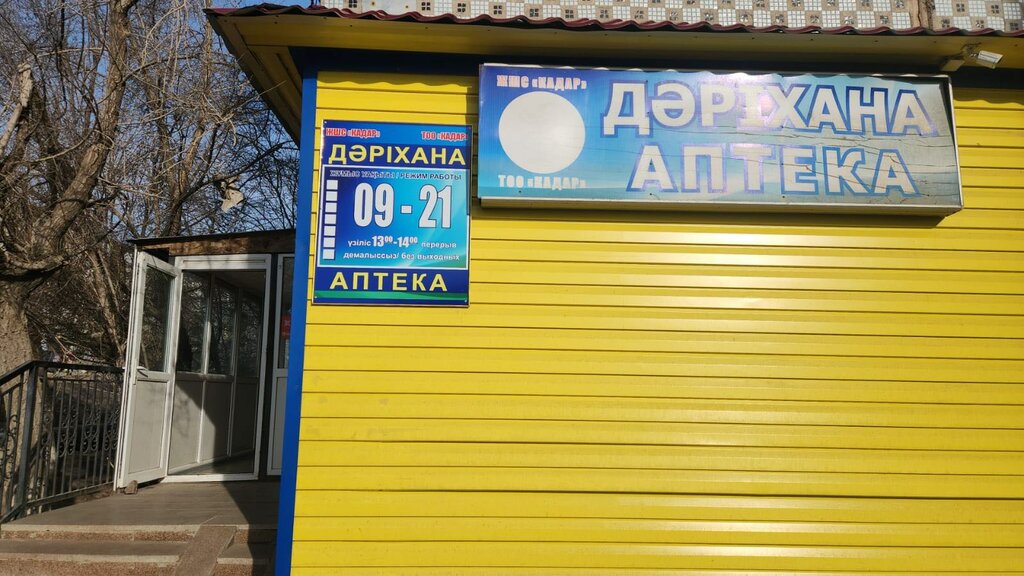 ЖШС «КАДАР» ТОО «КАДАР»
ДӘРІХАНА
ЖҰМЫС УАҚЫТЫ / РЕЖИМ РАБОТЫ
09 - 21
үзіліс 13⁰⁰-14⁰⁰ перерыв
демалыссыз/ без выходных
АПТЕКА
ЖШС «КАДАР»
ТОО «КАДАР»
ДӘРІХАНА
АПТЕКА